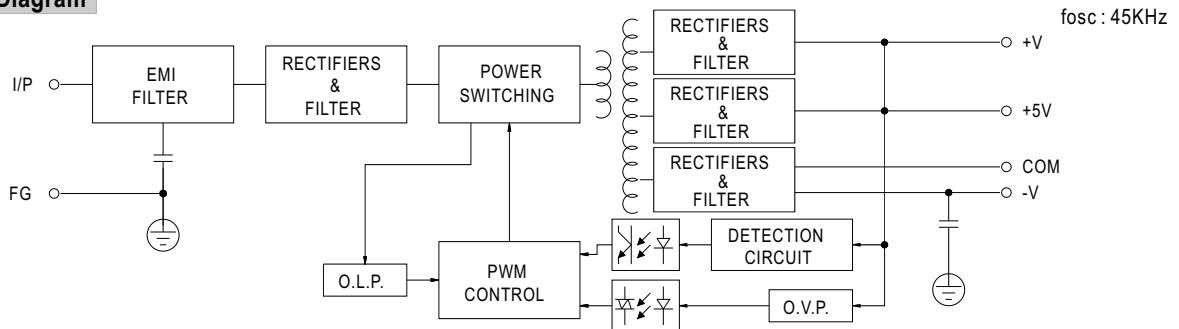 Diagram
fosc : 45KHz
I/P
EMI
FILTER
RECTIFIERS
&
FILTER
POWER
SWITCHING
RECTIFIERS
&
FILTER
+V
RECTIFIERS
&
FILTER
+5V
RECTIFIERS
&
FILTER
COM
-V
FG
O.L.P.
PWM
CONTROL
DETECTION
CIRCUIT
O.V.P.